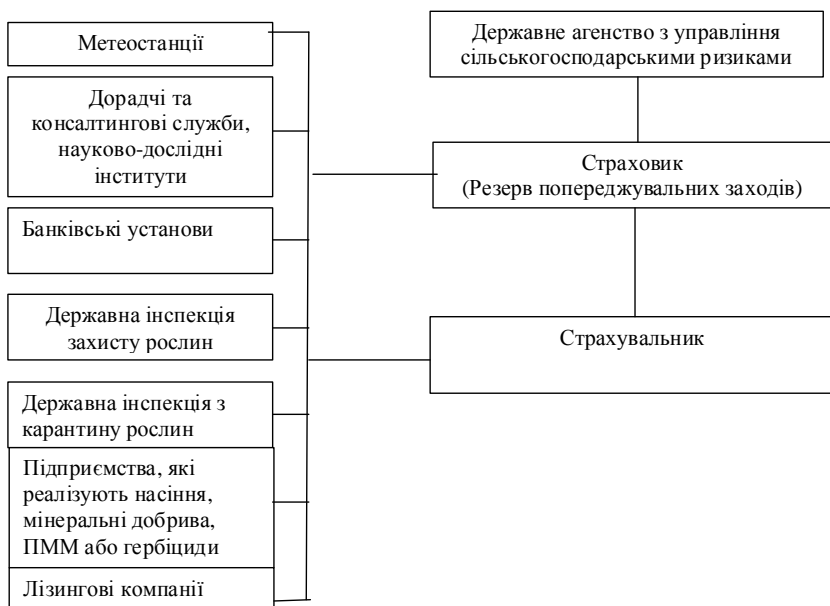 Метеостанції
Дорадчі та
консалтингові служби,
науково-дослідні
інститути
Банківські установи
Державна інспекція
захисту рослин
Державна інспекція з
карантину рослин
Підприємства, які
реалізують насіння,
мінеральні добрива,
ПММ або гербіциди
Лізингові компанії
Державне агенство з управління
сільськогосподарськими ризиками
Страховик
(Резерв попереджувальних заходів)
Страхувальник